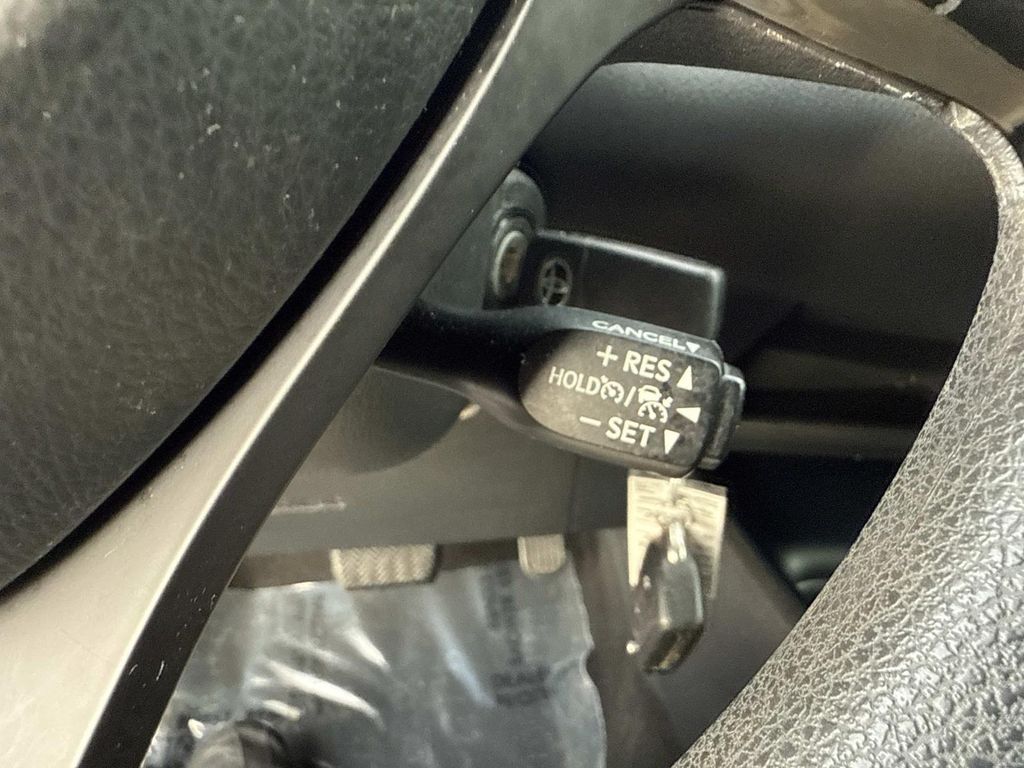 CANCEL▼
+ RES ▲
HOLD / ◀
− SET ▼